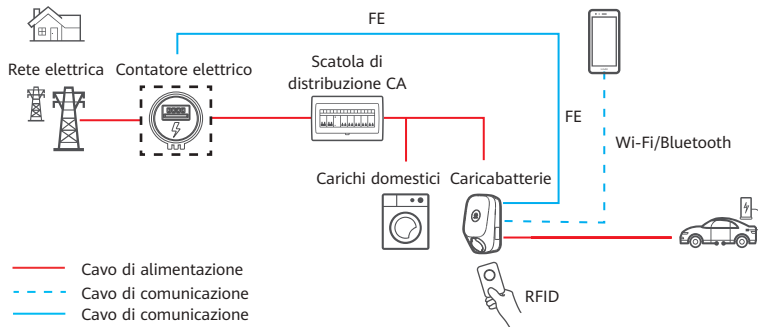 FE
Rete elettrica
Contatore elettrico
Scatola di
distribuzione CA
FE
Wi-Fi/Bluetooth
Carichi domestici
Caricabatterie
RFID
Cavo di alimentazione
Cavo di comunicazione
Cavo di comunicazione